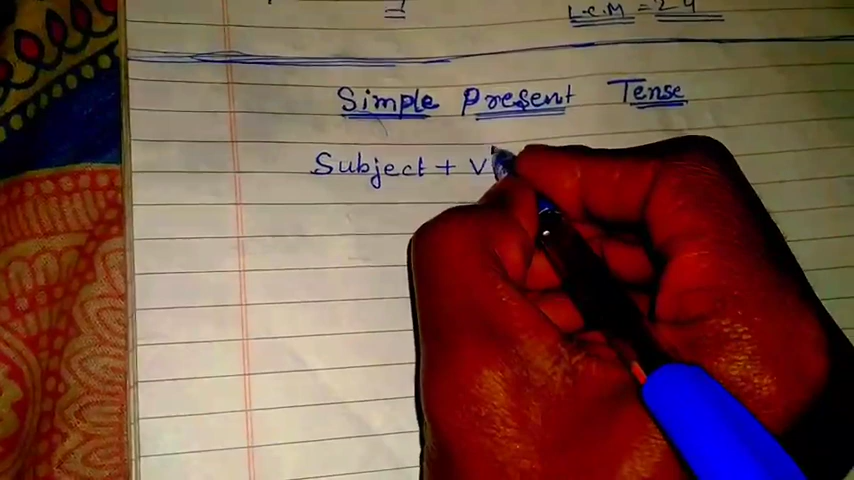 L.C.M = 24
Simple Present Tense
Subject + V